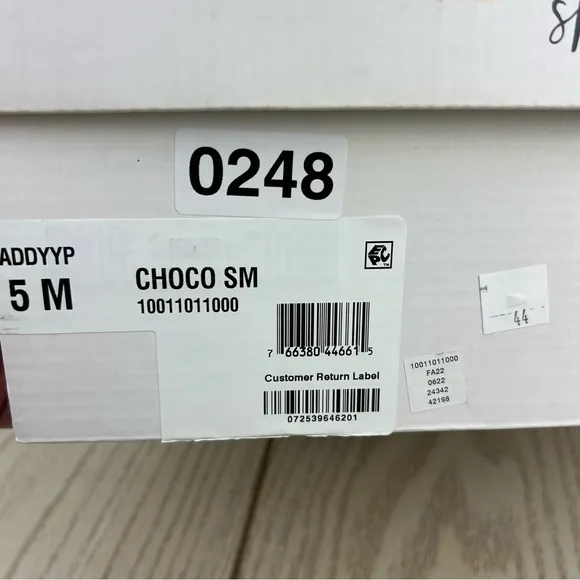 0248
ADDYYP
5 M
CHOCO SM
10011011000
7 66380 44661 5
Customer Return Label
072539646201
44
10011011000
FA22
0622
24342
42198